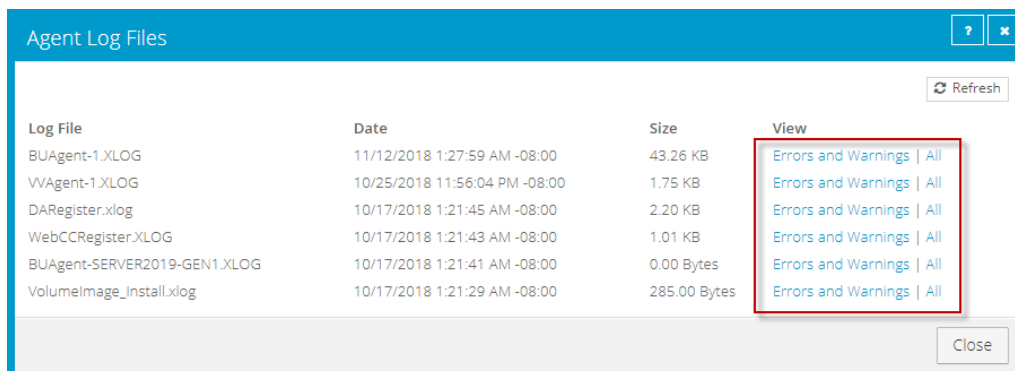 Agent Log Files ? ×
Refresh
Log File Date Size View
BUAgent-1.XLOG 11/12/2018 1:27:59 AM -08:00 43.26 KB Errors and Warnings | All
VVAgent-1.XLOG 10/25/2018 11:56:04 PM -08:00 1.75 KB Errors and Warnings | All
DARegister.xlog 10/17/2018 1:21:45 AM -08:00 2.20 KB Errors and Warnings | All
WebCCRegister.XLOG 10/17/2018 1:21:43 AM -08:00 1.01 KB Errors and Warnings | All
BUAgent-SERVER2019-GEN1.XLOG 10/17/2018 1:21:41 AM -08:00 0.00 Bytes Errors and Warnings | All
VolumeImage_Install.xlog 10/17/2018 1:21:29 AM -08:00 285.00 Bytes Errors and Warnings | All
Close